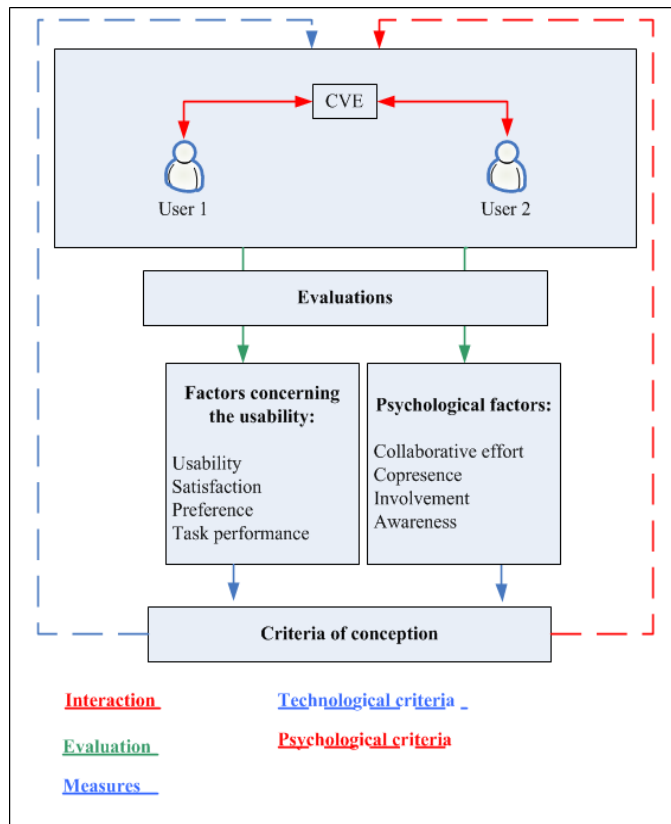 CVE
User 1
User 2
Evaluations
Factors concerning
the usability:
Usability
Satisfaction
Preference
Task performance
Psychological factors:
Collaborative effort
Copresence
Involvement
Awareness
Criteria of conception
Interaction
Evaluation
Measures
Technological criteria
Psychological criteria